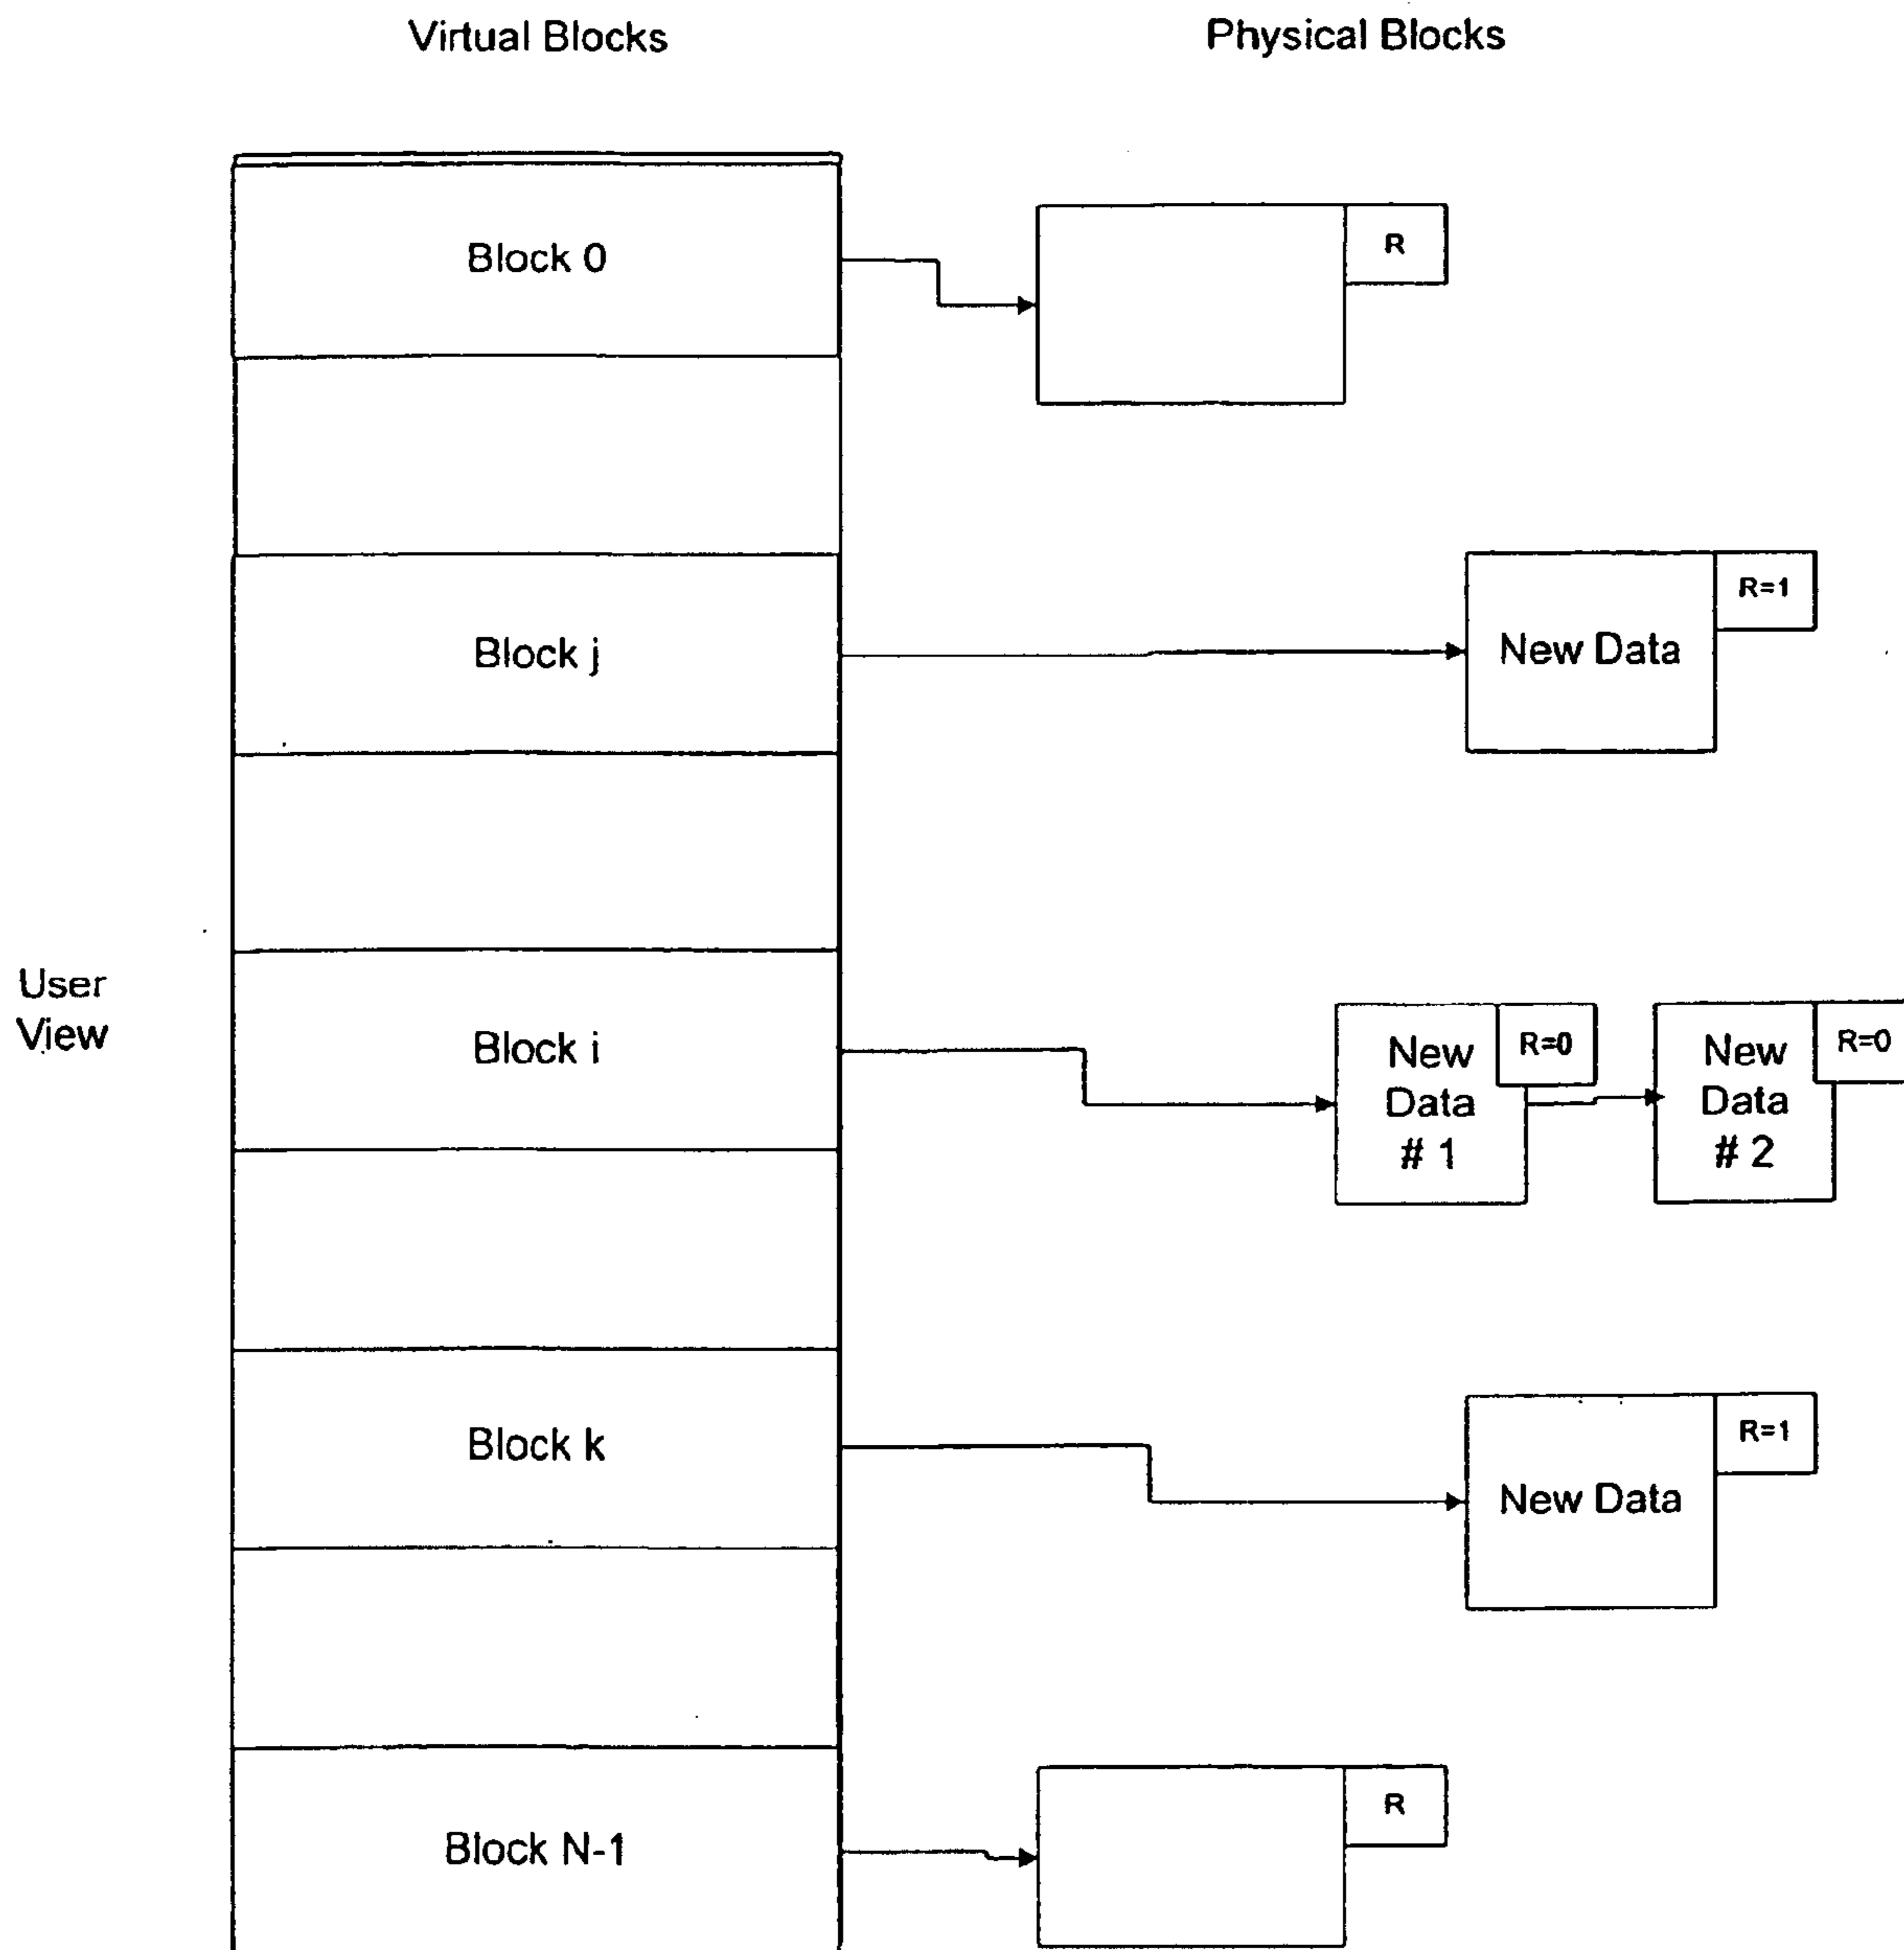 Virtual Blocks
Physical Blocks
Block 0
R
Block j
New Data
R=1
User
View
Block i
New
Data
# 1
R=0
New
Data
# 2
R=0
Block k
New Data
R=1
Block N-1
R